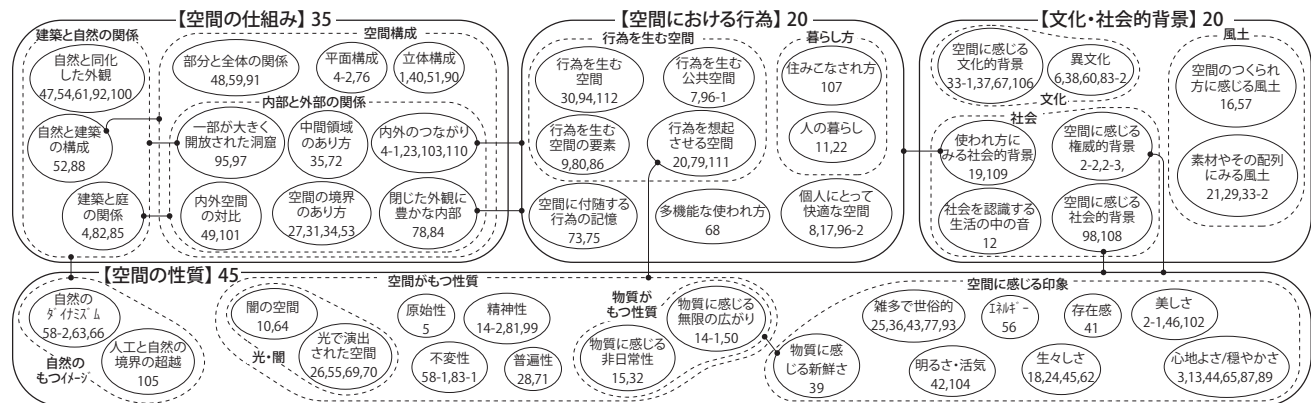 【空間の仕組み】35
建築と自然の関係
自然と同化
した外観
47,54,61,92,100
自然と建築
の構成
52,88
建築と庭
の関係
4,82,85
空間構成
部分と全体の関係
48,59,91
平面構成
4-2,76
立体構成
1,40,51,90
内部と外部の関係
一部が大きく
開放された洞窟
95,97
中間領域
のあり方
35,72
内外のつながり
4-1,23,103,110
内外空間
の対比
49,101
空間の境界
のあり方
27,31,34,53
閉じた外観に
豊かな内部
78,84
【空間における行為】20
行為を生む空間
行為を生む
空間
30,94,112
行為を生む
公共空間
7,96-1
行為を生む
空間の要素
9,80,86
行為を想起
させる空間
20,79,111
空間に付随する
行為の記憶
73,75
多機能な使われ方
68
暮らし方
住みこなされ方
107
人の暮らし
11,22
個人にとって
快適な空間
8,17,96-2
【文化・社会的背景】20
空間に感じる
文化的背景
33-1,37,67,106
異文化
6,38,60,83-2
文化
社会
使われ方に
みる社会的背景
19,109
空間に感じる
権威的背景
2-2,2-3,
社会を認識する
生活の中の音
12
空間に感じる
社会的背景
98,108
風土
空間のつくられ
方に感じる風土
16,57
素材やその配列
にみる風土
21,29,33-2
【空間の性質】45
自然の
ダイナミズム
58-2,63,66
人工と自然の
境界の超越
105
自然の
もつイメージ
空間がもつ性質
闇の空間
10,64
光で演出
された空間
26,55,69,70
光・闇
原始性
5
精神性
14-2,81,99
不変性
58-1,83-1
普遍性
28,71
物質が
もつ性質
物質に感じる
無限の広がり
14-1,50
物質に感じる
非日常性
15,32
物質に感
じる新鮮さ
39
空間に感じる印象
雑多で世俗的
25,36,43,77,93
エネルギー
56
存在感
41
美しさ
2-1,46,102
明るさ・活気
42,104
生々しさ
18,24,45,62
心地よさ/穏やかさ
3,13,44,65,87,89